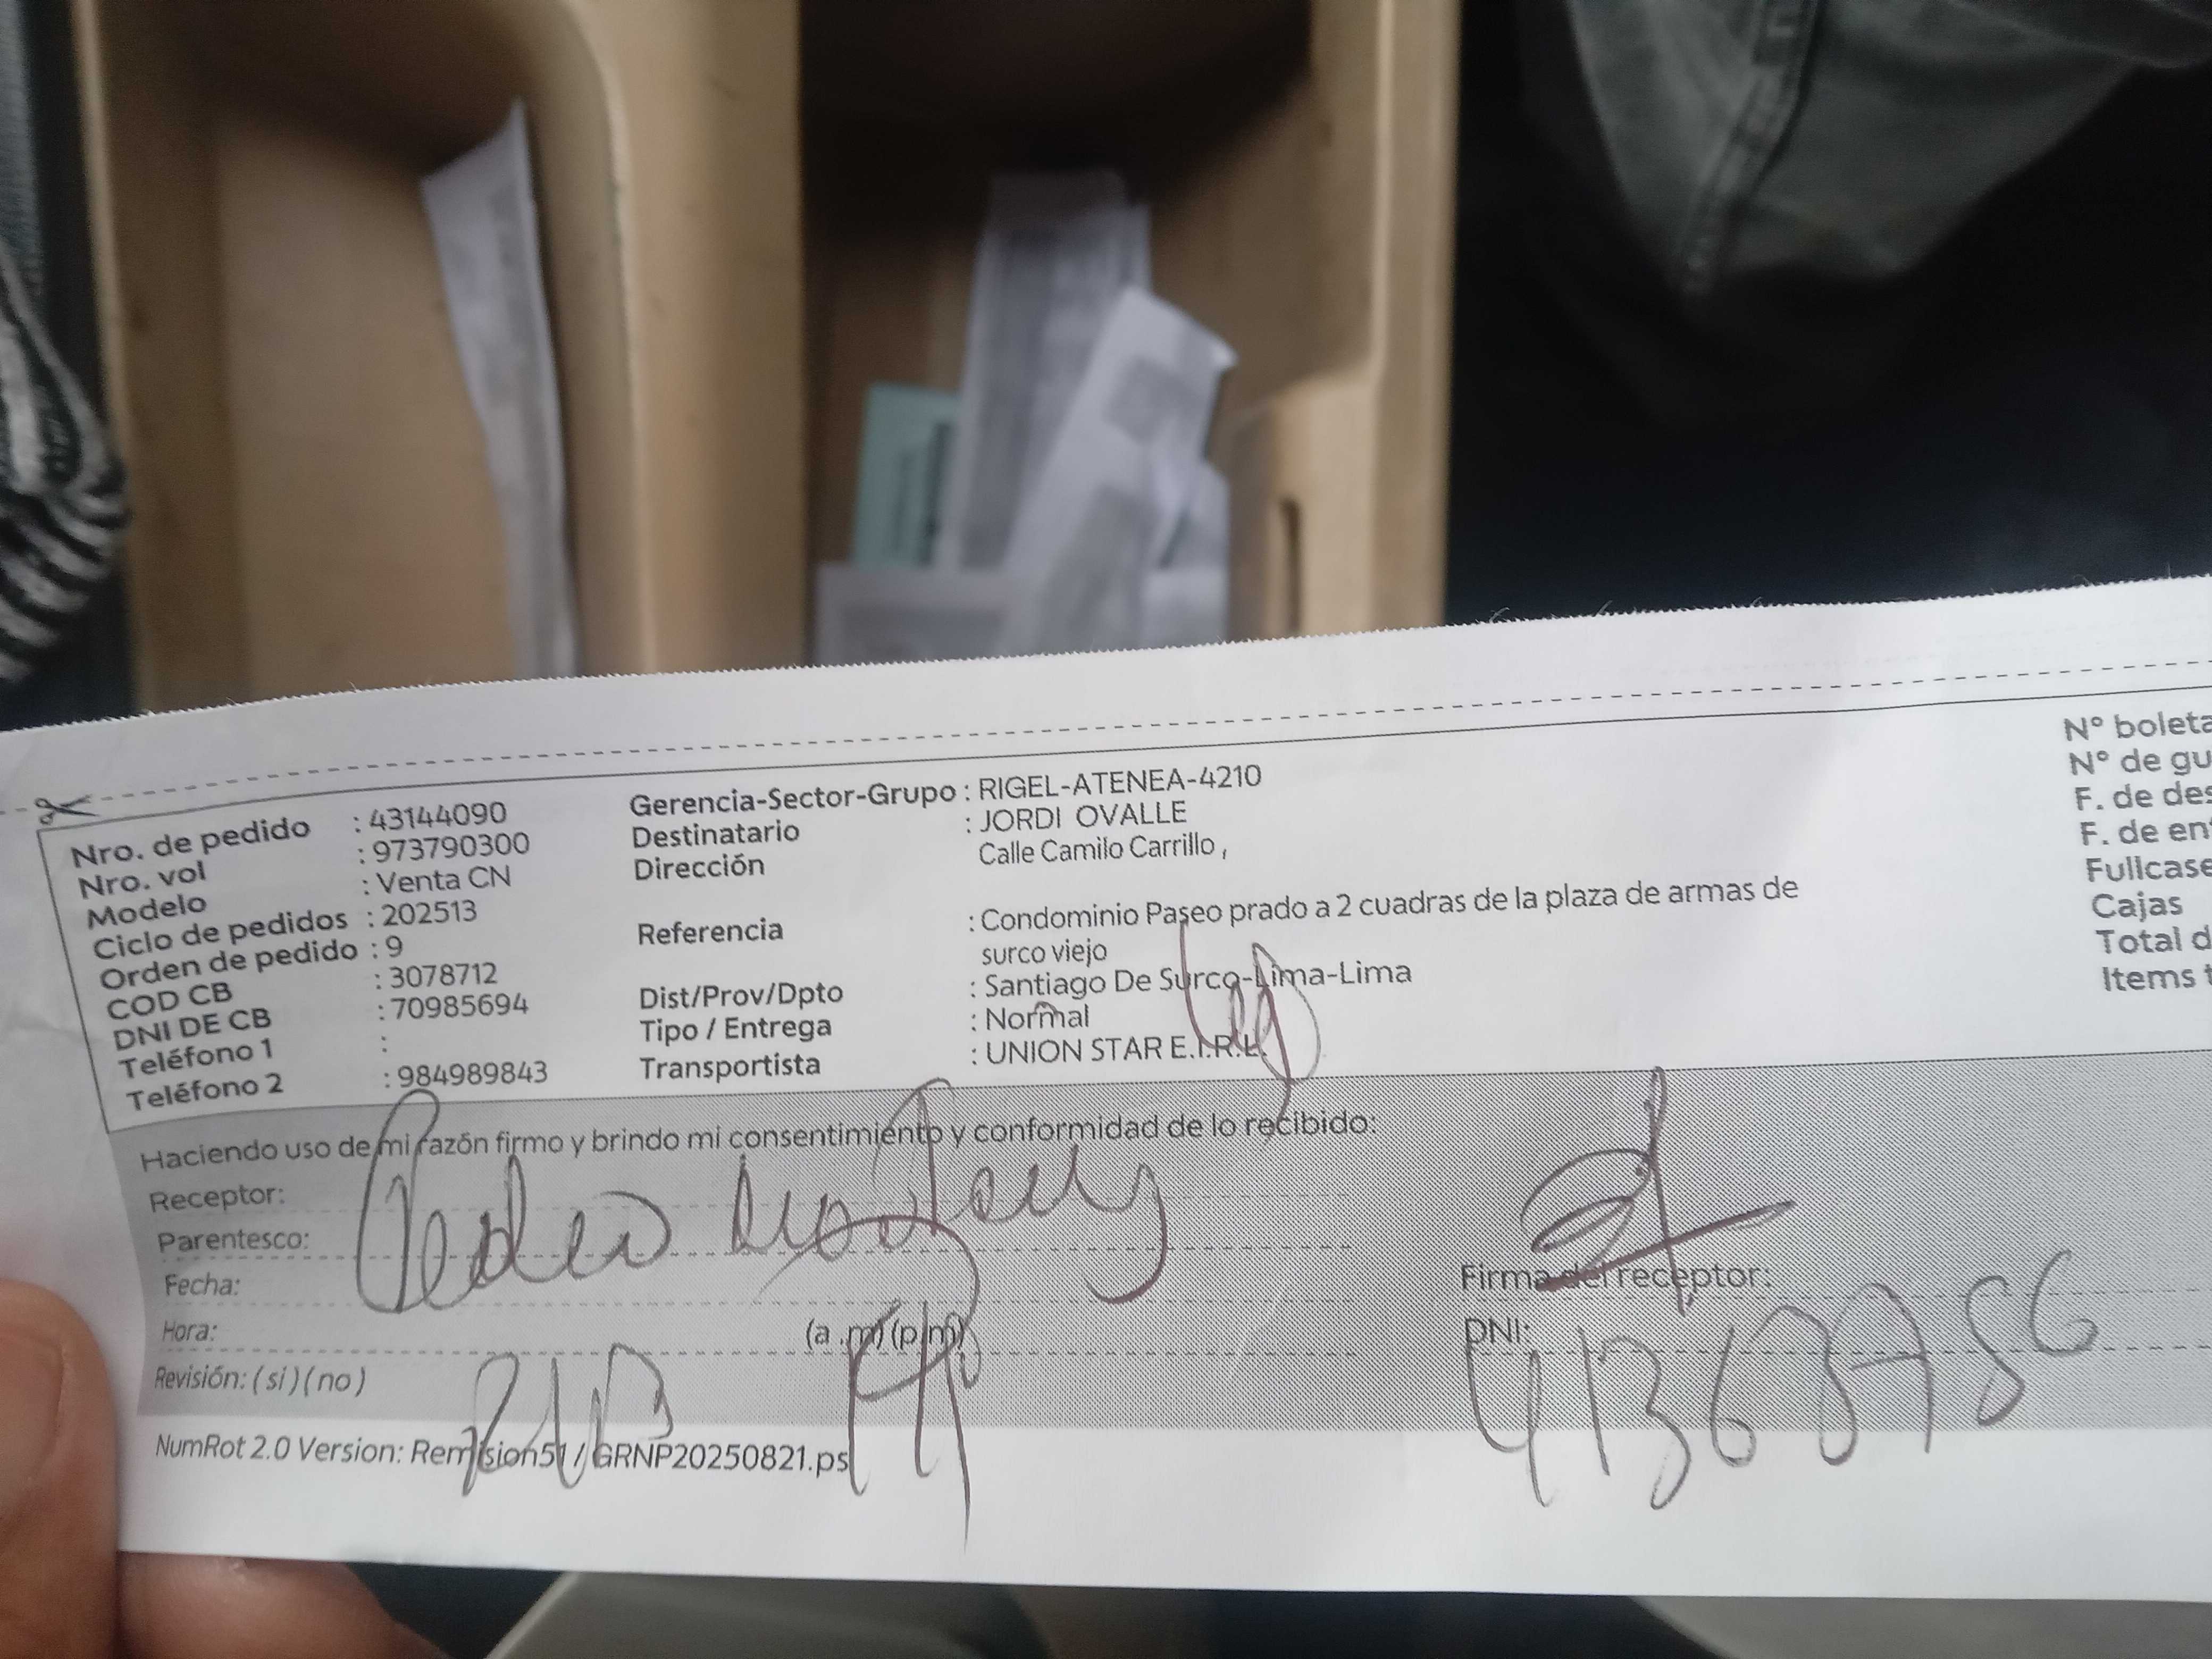 Nro. de pedido : 43144090
Nro. vol : 973790300
Modelo : Venta CN
Ciclo de pedidos : 202513
Orden de pedido : 9
COD CB : 3078712
DNI DE CB : 70985694
Teléfono 1 :
Teléfono 2 : 984989843
Gerencia-Sector-Grupo : RIGEL-ATENEA-4210
Destinatario : JORDI OVALLE
Dirección Calle Camilo Carrillo ,
Referencia : Condominio Paseo prado a 2 cuadras de la plaza de armas de
surco viejo
Dist/Prov/Dpto : Santiago De Surco-Lima-Lima
Tipo / Entrega : Normal
Transportista : UNION STAR E.I.R.L.
N° boleta
N° de gu
F. de des
F. de en
Fullcase
Cajas
Total d
Items t
Haciendo uso de mi razón firmo y brindo mi consentimiento y conformidad de lo recibido:
Receptor:
Parentesco:
Fecha:
Hora: (a .m) (p.m)
Revisión: ( si ) ( no )
Firma del receptor:
DNI:
NumRot 2.0 Version: Remision51 / GRNP20250821.ps